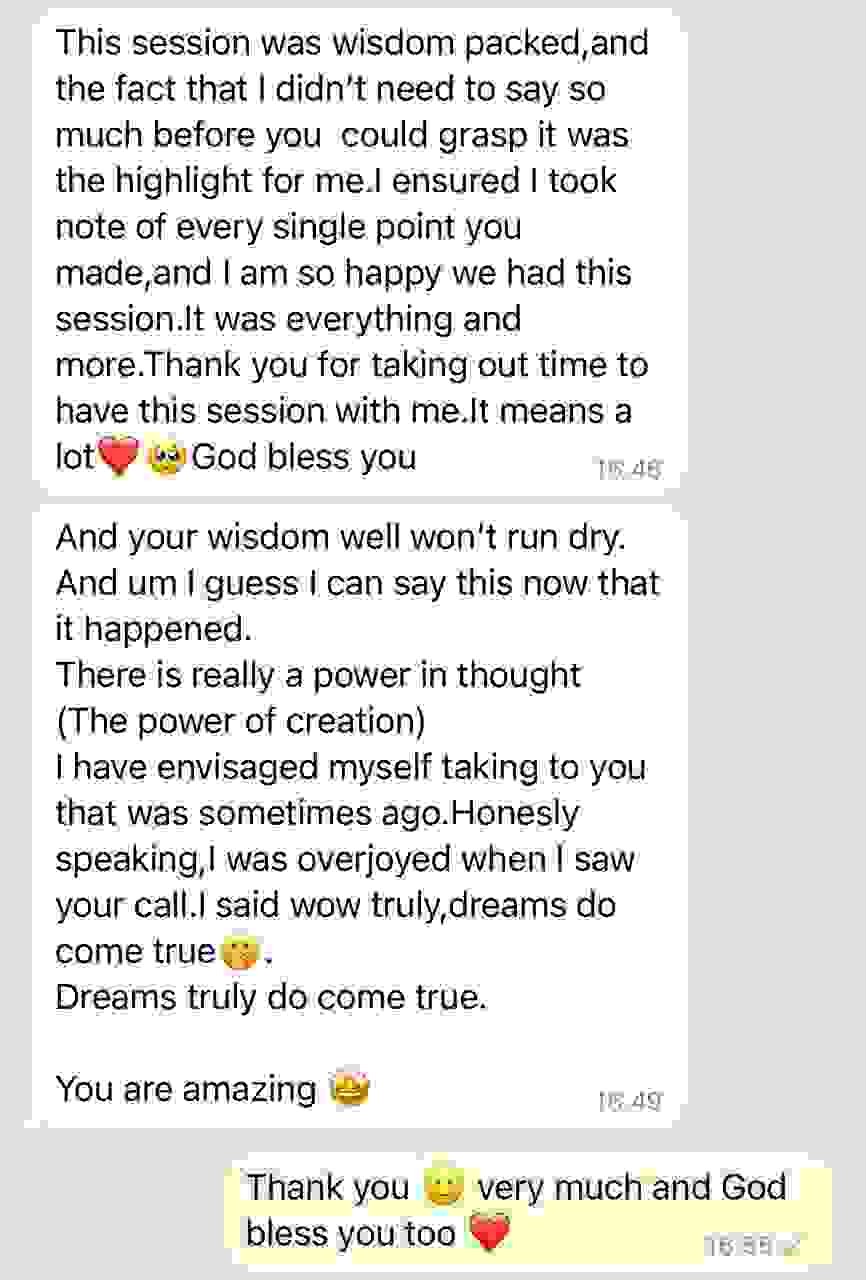 This session was wisdom packed,and
the fact that I didn't need to say so
much before you could grasp it was
the highlight for me.I ensured I took
note of every single point you
made,and I am so happy we had this
session.It was everything and
more.Thank you for taking out time to
have this session with me.It means a
lot❤️🥺God bless you
And your wisdom well won't run dry.
And um I guess I can say this now that
it happened.
There is really a power in thought
(The power of creation)
I have envisaged myself taking to you
that was sometimes ago.Honesly
speaking,I was overjoyed when I saw
your call.I said wow truly,dreams do
come true🤭.
Dreams truly do come true.
You are amazing 🤩
Thank you 🙂 very much and God
bless you too ❤️